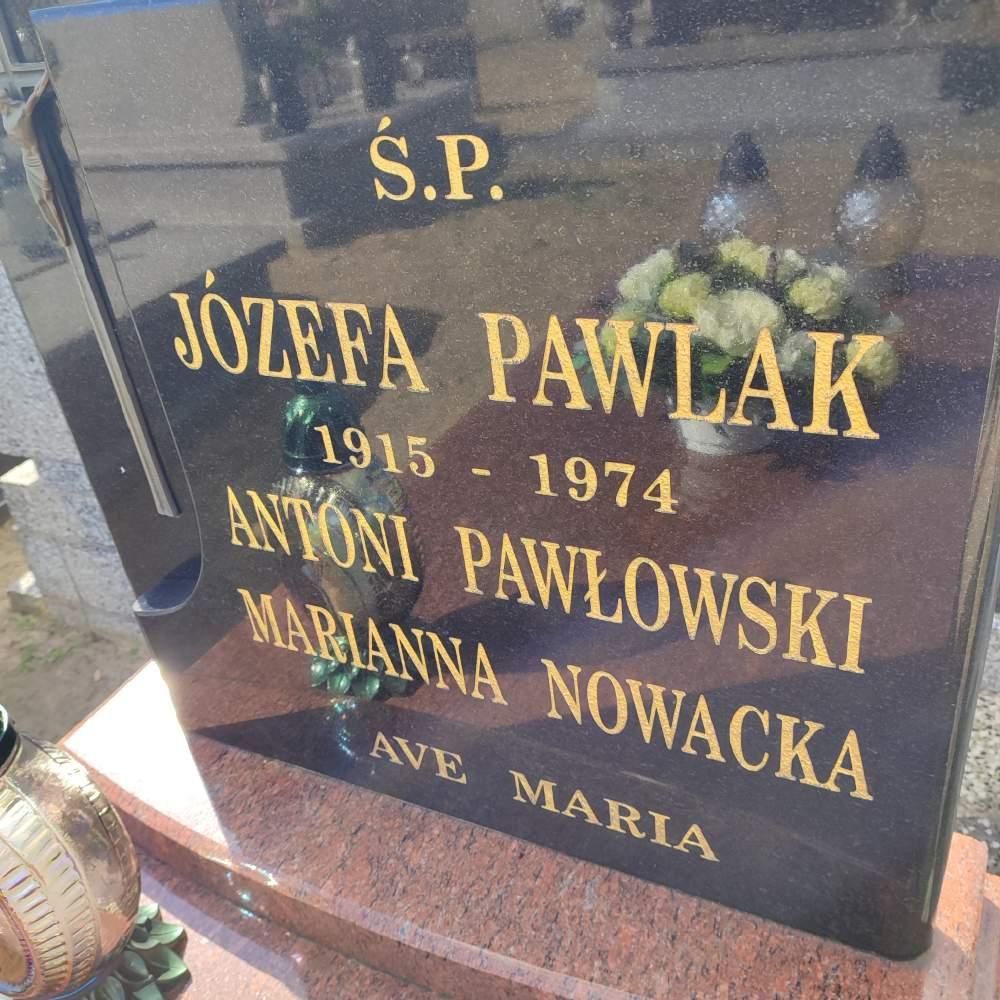 Ś.P.
JÓZEFA PAWLAK
1915 - 1974
ANTONI PAWŁOWSKI
MARIANNA NOWACKA
AVE MARIA